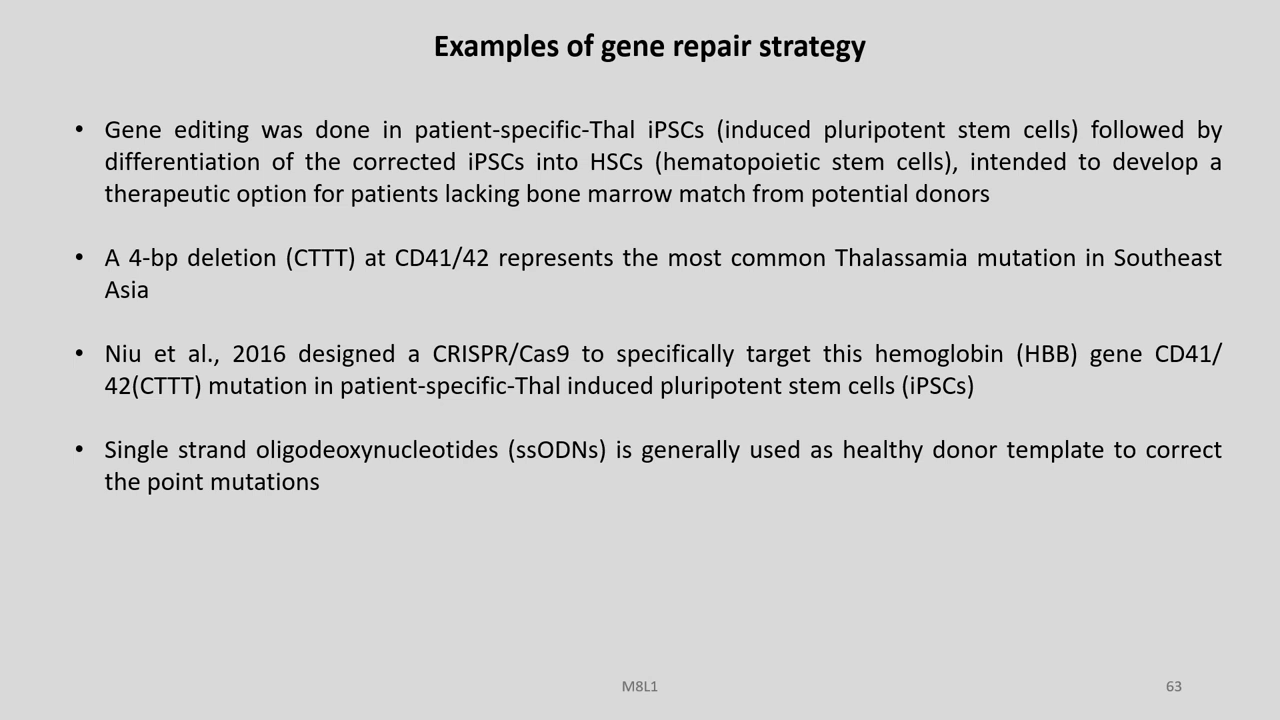 Examples of gene repair strategy
• Gene editing was done in patient-specific-Thal iPSCs (induced pluripotent stem cells) followed by
differentiation of the corrected iPSCs into HSCs (hematopoietic stem cells), intended to develop a
therapeutic option for patients lacking bone marrow match from potential donors
• A 4-bp deletion (CTTT) at CD41/42 represents the most common Thalassamia mutation in Southeast
Asia
• Niu et al., 2016 designed a CRISPR/Cas9 to specifically target this hemoglobin (HBB) gene CD41/
42(CTTT) mutation in patient-specific-Thal induced pluripotent stem cells (iPSCs)
• Single strand oligodeoxynucleotides (ssODNs) is generally used as healthy donor template to correct
the point mutations
M8L1
63